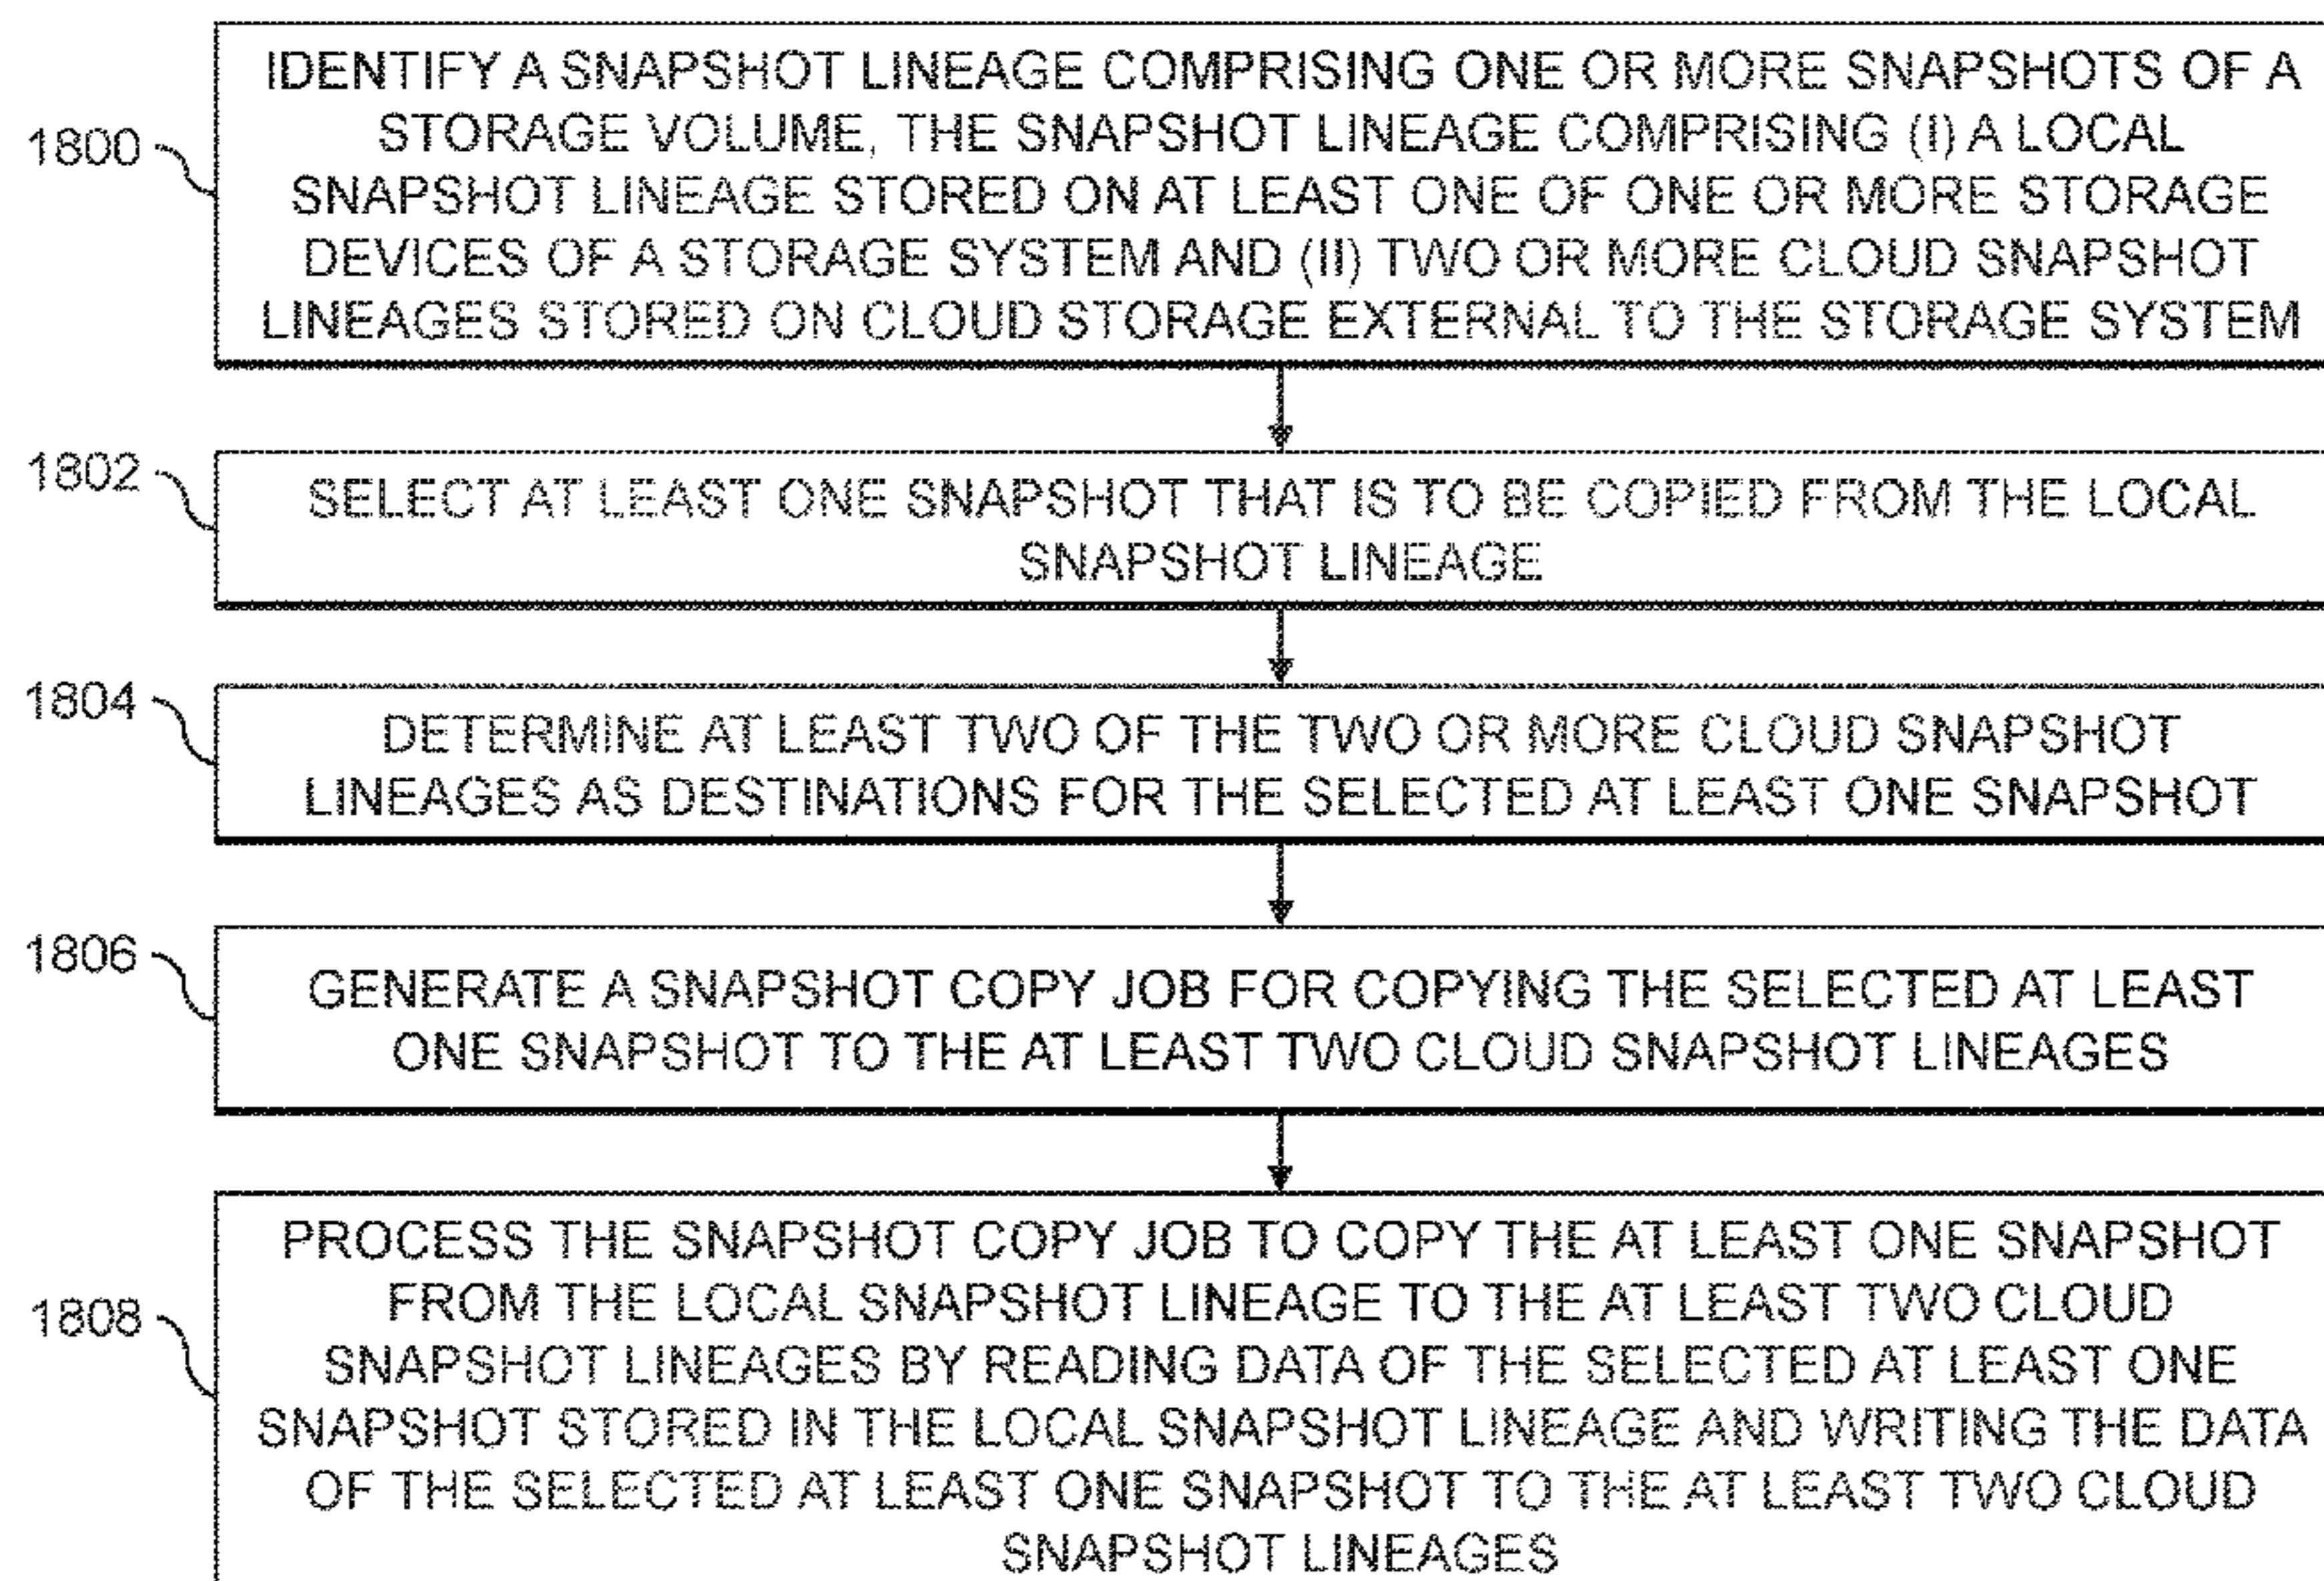 1800
IDENTIFY A SNAPSHOT LINEAGE COMPRISING ONE OR MORE SNAPSHOTS OF A
STORAGE VOLUME, THE SNAPSHOT LINEAGE COMPRISING (I) A LOCAL
SNAPSHOT LINEAGE STORED ON AT LEAST ONE OF ONE OR MORE STORAGE
DEVICES OF A STORAGE SYSTEM AND (II) TWO OR MORE CLOUD SNAPSHOT
LINEAGES STORED ON CLOUD STORAGE EXTERNAL TO THE STORAGE SYSTEM
1802
SELECT AT LEAST ONE SNAPSHOT THAT IS TO BE COPIED FROM THE LOCAL
SNAPSHOT LINEAGE
1804
DETERMINE AT LEAST TWO OF THE TWO OR MORE CLOUD SNAPSHOT
LINEAGES AS DESTINATIONS FOR THE SELECTED AT LEAST ONE SNAPSHOT
1806
GENERATE A SNAPSHOT COPY JOB FOR COPYING THE SELECTED AT LEAST
ONE SNAPSHOT TO THE AT LEAST TWO CLOUD SNAPSHOT LINEAGES
1808
PROCESS THE SNAPSHOT COPY JOB TO COPY THE AT LEAST ONE SNAPSHOT
FROM THE LOCAL SNAPSHOT LINEAGE TO THE AT LEAST TWO CLOUD
SNAPSHOT LINEAGES BY READING DATA OF THE SELECTED AT LEAST ONE
SNAPSHOT STORED IN THE LOCAL SNAPSHOT LINEAGE AND WRITING THE DATA
OF THE SELECTED AT LEAST ONE SNAPSHOT TO THE AT LEAST TWO CLOUD
SNAPSHOT LINEAGES